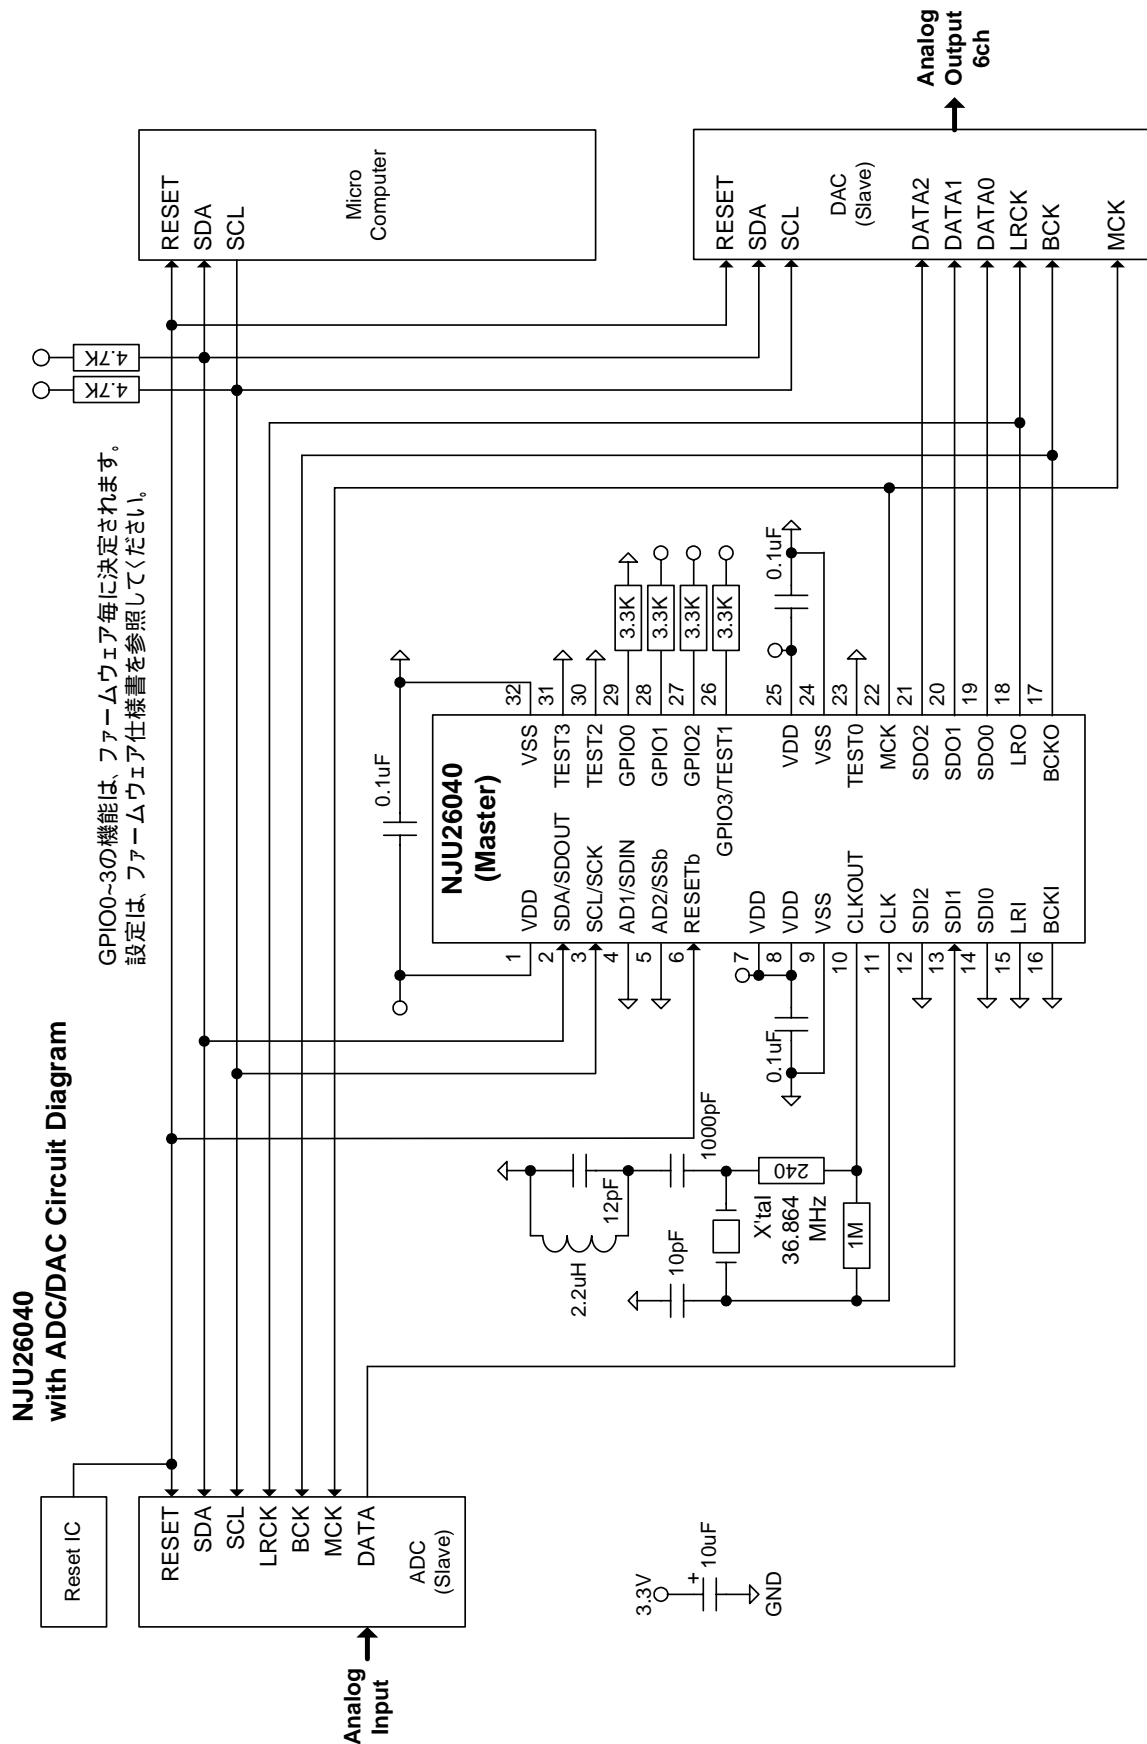 NJU26040
with ADC/DAC Circuit Diagram
GPIO0~3の機能は、ファームウェア毎に決定されます。
設定は、ファームウェア仕様書を参照してください。
Reset IC
Analog
Input
RESET
SDA
SCL
LRCK
BCK
MCK
DATA
ADC
(Slave)
3.3V
+
10uF
GND
2.2uH
12pF
1000pF
10pF
X'tal
36.864
MHz
240
1M
0.1uF
0.1uF
0.1uF
4.7K
4.7K
NJU26040
(Master)
1
VDD
2
SDA/SDOUT
3
SCL/SCK
4
AD1/SDIN
5
AD2/SSb
6
RESETb
7
VDD
8
VDD
9
VSS
10
CLKOUT
11
CLK
12
SDI2
13
SDI1
14
SDI0
15
LRI
16
BCKI
32
VSS
31
TEST3
30
TEST2
29
GPIO0
28
GPIO1
27
GPIO2
26
GPIO3/TEST1
25
VDD
24
VSS
23
TEST0
22
MCK
21
SDO2
20
SDO1
19
SDO0
18
LRO
17
BCKO
3.3K
3.3K
3.3K
3.3K
RESET
SDA
SCL
Micro
Computer
RESET
SDA
SCL
DAC
(Slave)
DATA2
DATA1
DATA0
LRCK
BCK
MCK
Analog
Output
6ch